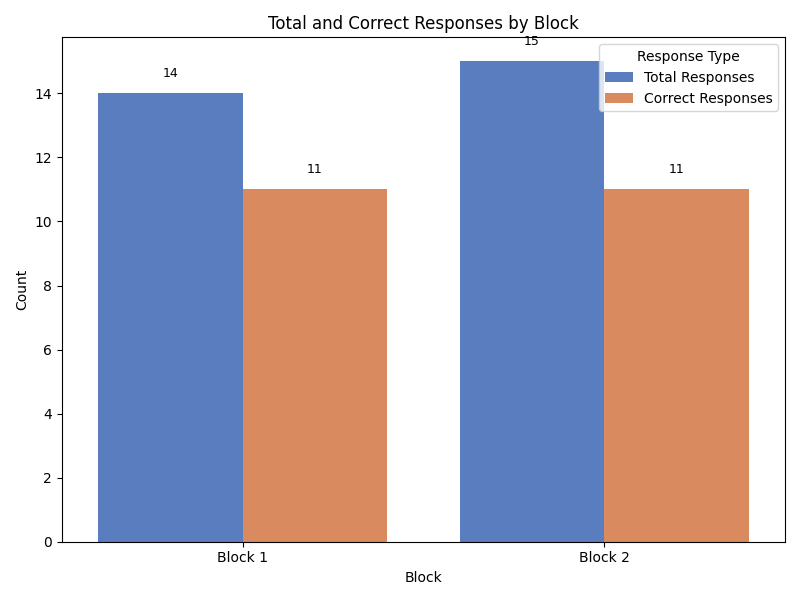 Total and Correct Responses by Block
Response Type
Total Responses
Correct Responses
14
11
15
11
14
12
10
8
6
4
2
0
Count
Block 1
Block 2
Block